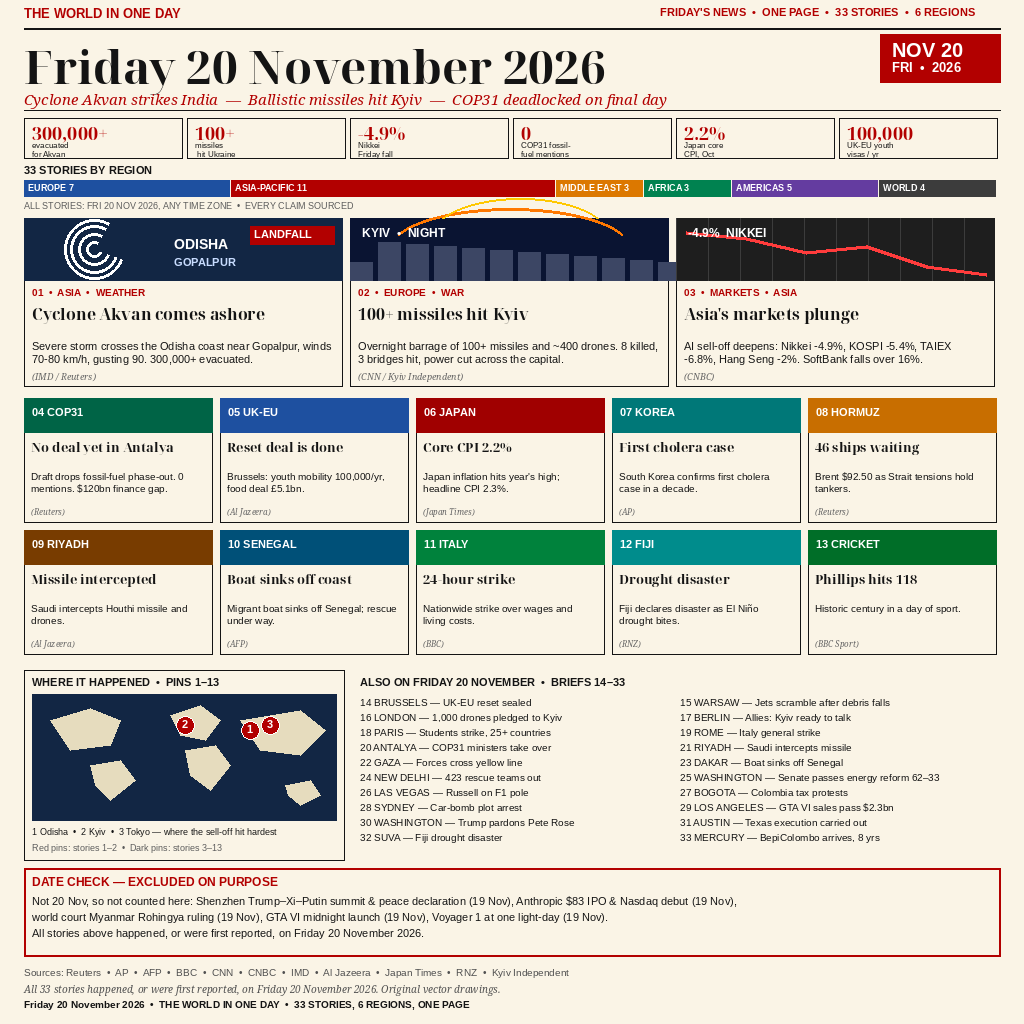 THE WORLD IN ONE DAY
FRIDAY'S NEWS • ONE PAGE • 33 STORIES • 6 REGIONS
Friday 20 November 2026
NOV 20
FRI • 2026
Cyclone Akvan strikes India — Ballistic missiles hit Kyiv — COP31 deadlocked on final day
300,000+
evacuated
for Akvan
100+
missiles
hit Ukraine
-4.9%
Nikkei
Friday fall
0
COP31 fossil-
fuel mentions
2.2%
Japan core
CPI, Oct
100,000
UK-EU youth
visas / yr
33 STORIES BY REGION
EUROPE 7
ASIA-PACIFIC 11
MIDDLE EAST 3
AFRICA 3
AMERICAS 5
WORLD 4
ALL STORIES: FRI 20 NOV 2026, ANY TIME ZONE • EVERY CLAIM SOURCED
ODISHA
GOPALPUR
LANDFALL
01 • ASIA • WEATHER
Cyclone Akvan comes ashore
Severe storm crosses the Odisha coast near Gopalpur, winds
70-80 km/h, gusting 90. 300,000+ evacuated.
(IMD / Reuters)
KYIV • NIGHT
02 • EUROPE • WAR
100+ missiles hit Kyiv
Overnight barrage of 100+ missiles and ~400 drones. 8 killed,
3 bridges hit, power cut across the capital.
(CNN / Kyiv Independent)
-4.9% NIKKEI
03 • MARKETS • ASIA
Asia's markets plunge
AI sell-off deepens: Nikkei -4.9%, KOSPI -5.4%, TAIEX
-6.8%, Hang Seng -2%. SoftBank falls over 16%.
(CNBC)
04 COP31
No deal yet in Antalya
Draft drops fossil-fuel phase-out. 0
mentions. $120bn finance gap.
(Reuters)
05 UK-EU
Reset deal is done
Brussels: youth mobility 100,000/yr,
food deal £5.1bn.
(Al Jazeera)
06 JAPAN
Core CPI 2.2%
Japan inflation hits year's high;
headline CPI 2.3%.
(Japan Times)
07 KOREA
First cholera case
South Korea confirms first cholera
case in a decade.
(AP)
08 HORMUZ
46 ships waiting
Brent $92.50 as Strait tensions hold
tankers.
(Reuters)
09 RIYADH
Missile intercepted
Saudi intercepts Houthi missile and
drones.
(Al Jazeera)
10 SENEGAL
Boat sinks off coast
Migrant boat sinks off Senegal; rescue
under way.
(AFP)
11 ITALY
24-hour strike
Nationwide strike over wages and
living costs.
(BBC)
12 FIJI
Drought disaster
Fiji declares disaster as El Niño
drought bites.
(RNZ)
13 CRICKET
Phillips hits 118
Historic century in a day of sport.
(BBC Sport)
WHERE IT HAPPENED • PINS 1–13
2
1
3
1 Odisha • 2 Kyiv • 3 Tokyo — where the sell-off hit hardest
Red pins: stories 1–2 • Dark pins: stories 3–13
ALSO ON FRIDAY 20 NOVEMBER • BRIEFS 14–33
14 BRUSSELS — UK-EU reset sealed
15 WARSAW — Jets scramble after debris falls
16 LONDON — 1,000 drones pledged to Kyiv
17 BERLIN — Allies: Kyiv ready to talk
18 PARIS — Students strike, 25+ countries
19 ROME — Italy general strike
20 ANTALYA — COP31 ministers take over
21 RIYADH — Saudi intercepts missile
22 GAZA — Forces cross yellow line
23 DAKAR — Boat sinks off Senegal
24 NEW DELHI — 423 rescue teams out
25 WASHINGTON — Senate passes energy reform 62–33
26 LAS VEGAS — Russell on F1 pole
27 BOGOTA — Colombia tax protests
28 SYDNEY — Car-bomb plot arrest
29 LOS ANGELES — GTA VI sales pass $2.3bn
30 WASHINGTON — Trump pardons Pete Rose
31 AUSTIN — Texas execution carried out
32 SUVA — Fiji drought disaster
33 MERCURY — BepiColombo arrives, 8 yrs
DATE CHECK — EXCLUDED ON PURPOSE
Not 20 Nov, so not counted here: Shenzhen Trump–Xi–Putin summit & peace declaration (19 Nov), Anthropic $83 IPO & Nasdaq debut (19 Nov),
world court Myanmar Rohingya ruling (19 Nov), GTA VI midnight launch (19 Nov), Voyager 1 at one light-day (19 Nov).
All stories above happened, or were first reported, on Friday 20 November 2026.
Sources: Reuters • AP • AFP • BBC • CNN • CNBC • IMD • Al Jazeera • Japan Times • RNZ • Kyiv Independent
All 33 stories happened, or were first reported, on Friday 20 November 2026. Original vector drawings.
Friday 20 November 2026 • THE WORLD IN ONE DAY • 33 STORIES, 6 REGIONS, ONE PAGE